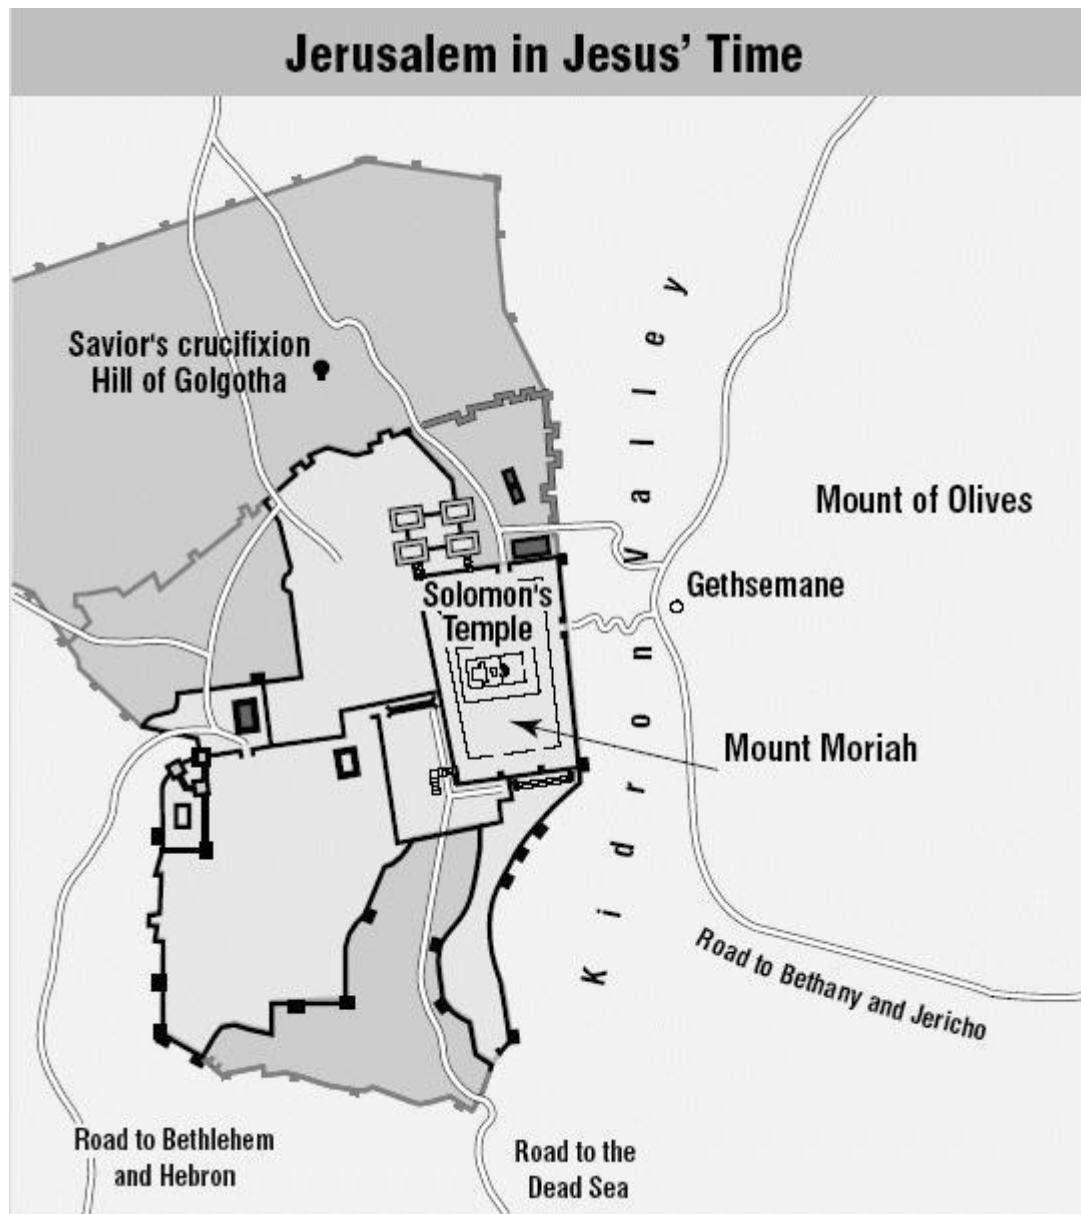 Jerusalem in Jesus' Time
Savior's crucifixion
Hill of Golgotha
Kidron Valley
Mount of Olives
Gethsemane
Solomon's
Temple
Mount Moriah
Road to Bethany and Jericho
Road to Bethlehem
and Hebron
Road to the
Dead Sea